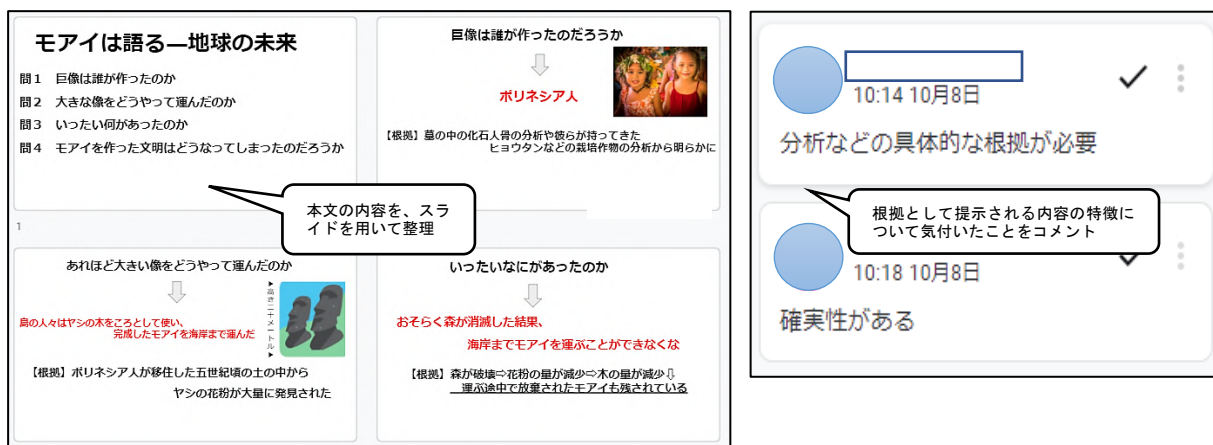 モアイは語る―地球の未来
問1 巨像は誰が作ったのか
問2 大きな像をどうやって運んだのか
問3 いったい何があったのか
問4 モアイを作った文明はどうなってしまったのだろうか
1
巨像は誰が作ったのだろうか
ポリネシア人
【根拠】墓の中の化石人骨の分析や彼らが持ってきた
ヒョウタンなどの栽培作物の分析から明らかに
本文の内容を、スラ
イドを用いて整理
あれほど大きい像をどうやって運んだのか
島の人々はヤシの木をころとして使い、
完成したモアイを海岸まで運んだ
▲高さ二十メートル▼
【根拠】ポリネシア人が移住した五世紀頃の土の中から
ヤシの花粉が大量に発見された
いったいなにがあったのか
おそらく森が消滅した結果、
海岸までモアイを運ぶことができなくな
【根拠】森が破壊⇨花粉の量が減少⇨木の量が減少⇩
運ぶ途中で放棄されたモアイも残されている
10:14 10月8日
分析などの具体的な根拠が必要
根拠として提示される内容の特徴に
ついて気付いたことをコメント
10:18 10月8日
確実性がある